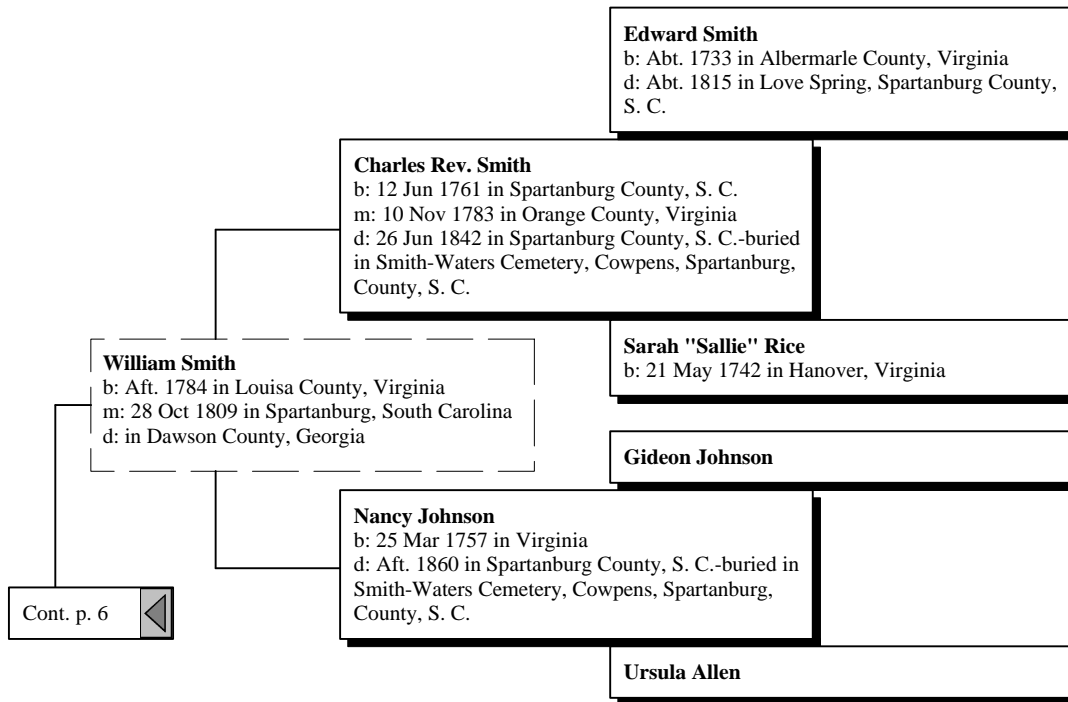 Edward Smith
b: Abt. 1733 in Albermarle County, Virginia
d: Abt. 1815 in Love Spring, Spartanburg County,
S. C.
Charles Rev. Smith
b: 12 Jun 1761 in Spartanburg County, S. C.
m: 10 Nov 1783 in Orange County, Virginia
d: 26 Jun 1842 in Spartanburg County, S. C.-buried
in Smith-Waters Cemetery, Cowpens, Spartanburg,
County, S. C.
Sarah "Sallie" Rice
b: 21 May 1742 in Hanover, Virginia
William Smith
b: Aft. 1784 in Louisa County, Virginia
m: 28 Oct 1809 in Spartanburg, South Carolina
d: in Dawson County, Georgia
Gideon Johnson
Nancy Johnson
b: 25 Mar 1757 in Virginia
d: Aft. 1860 in Spartanburg County, S. C.-buried in
Smith-Waters Cemetery, Cowpens, Spartanburg,
County, S. C.
Cont. p. 6
Ursula Allen